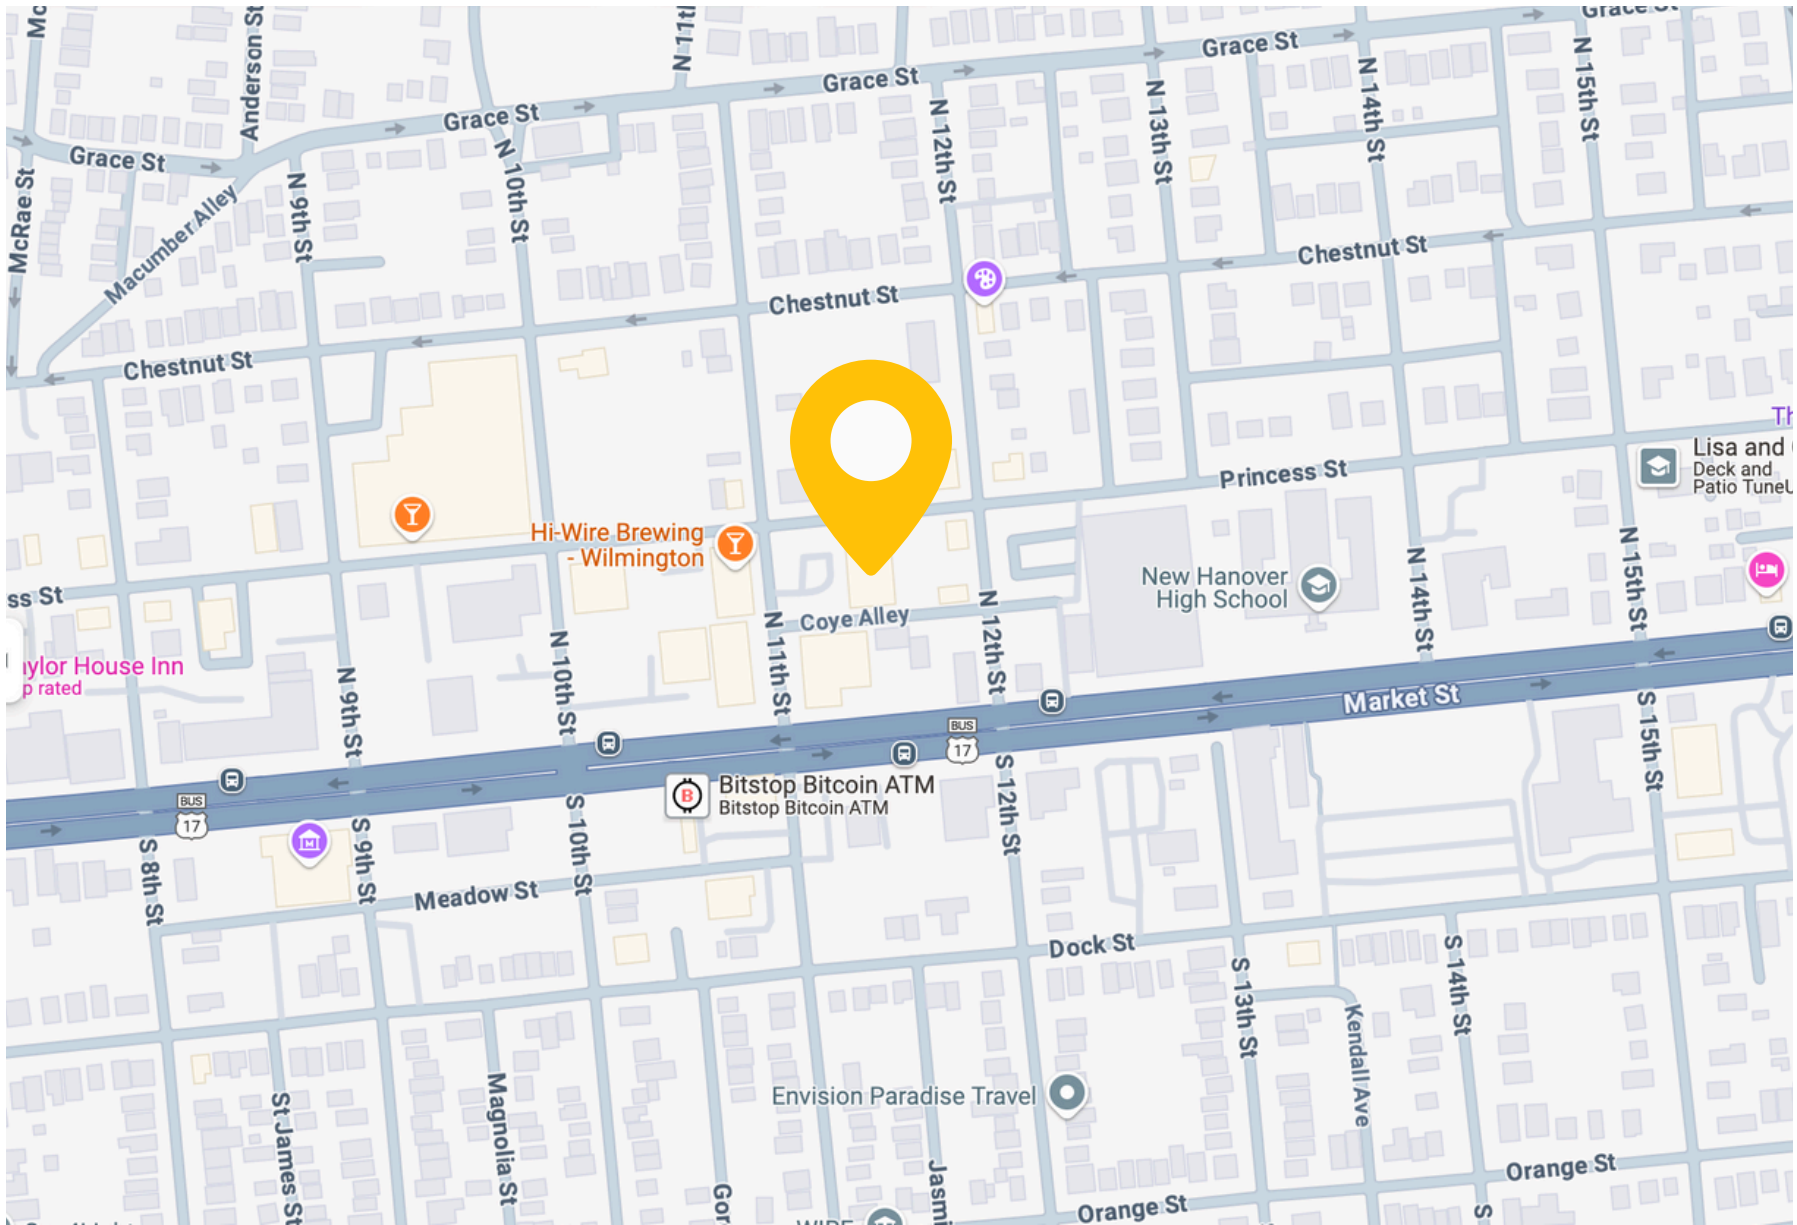 Grace St
Grace St
Grace St
Grace St
Anderson St
N 11th
N 15th St
N 14th St
N 13th St
N 12th St
N 10th St
N 9th St
McRae St
Macumber Alley
Chestnut St
Chestnut St
Chestnut St
Lisa and
Deck and
Patio TuneU
Princess St
Hi-Wire Brewing
- Wilmington
New Hanover
High School
N 14th St
N 15th St
ss St
Coye Alley
N 12th St
N 11th St
N 10th St
N 9th St
aylor House Inn
p rated
Market St
S 15th St
BUS
17
BUS
17
Bitstop Bitcoin ATM
Bitstop Bitcoin ATM
S 12th St
S 10th St
S 9th St
S 8th St
Meadow St
Dock St
S 13th St
S 14th St
Kendall Ave
Envision Paradise Travel
St James St
Magnolia St
Gor
Jasmi
Orange St
Orange St
S